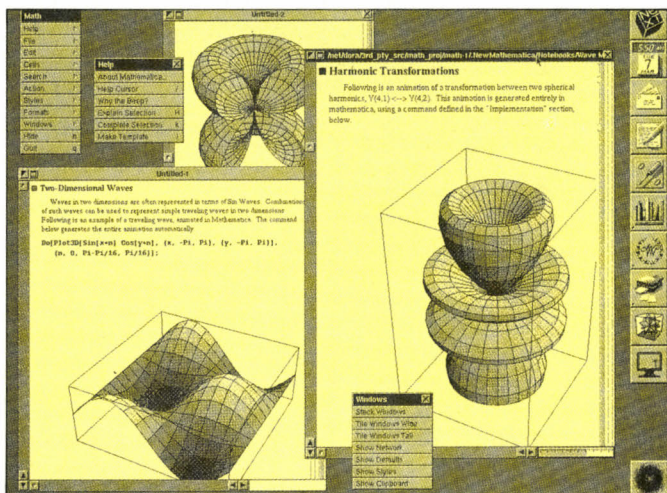 Math
Help
File
Edit
Cells
Search
Action
Styles
Formats
Windows
Hide
Quit
Untitled-2
Help
About Mathematica...
Help Cursor
Why the Beep?
Explain Selection
Complete Selection
Make Template
Untitled-1
Two-Dimensional Waves
Waves in two dimensions are often represented in terms of Sin Waves. Combinations
of such waves can be used to represent simple traveling waves in two dimensions
Following is an example of a traveling wave, animated in Mathematica. The command
below generates the entire animation automatically
Do[Plot3D[Sin[x+n] Cos[y+n], {x, -Pi, Pi}, {y, -Pi, Pi}],
{n, 0, Pi-Pi/16, Pi/16}];
Harmonic Transformations
Following is an animation of a transformation between two spherical
harmonics, Y(4,1) <--> Y(4,2). This animation is generated entirely in
mathematica, using a command defined in the "Implementation" section,
below.
Windows
Stack Windows
Tile Windows Wide
Tile Windows Tall
Show Network
Show Defaults
Show Styles
Show Clipboard
7